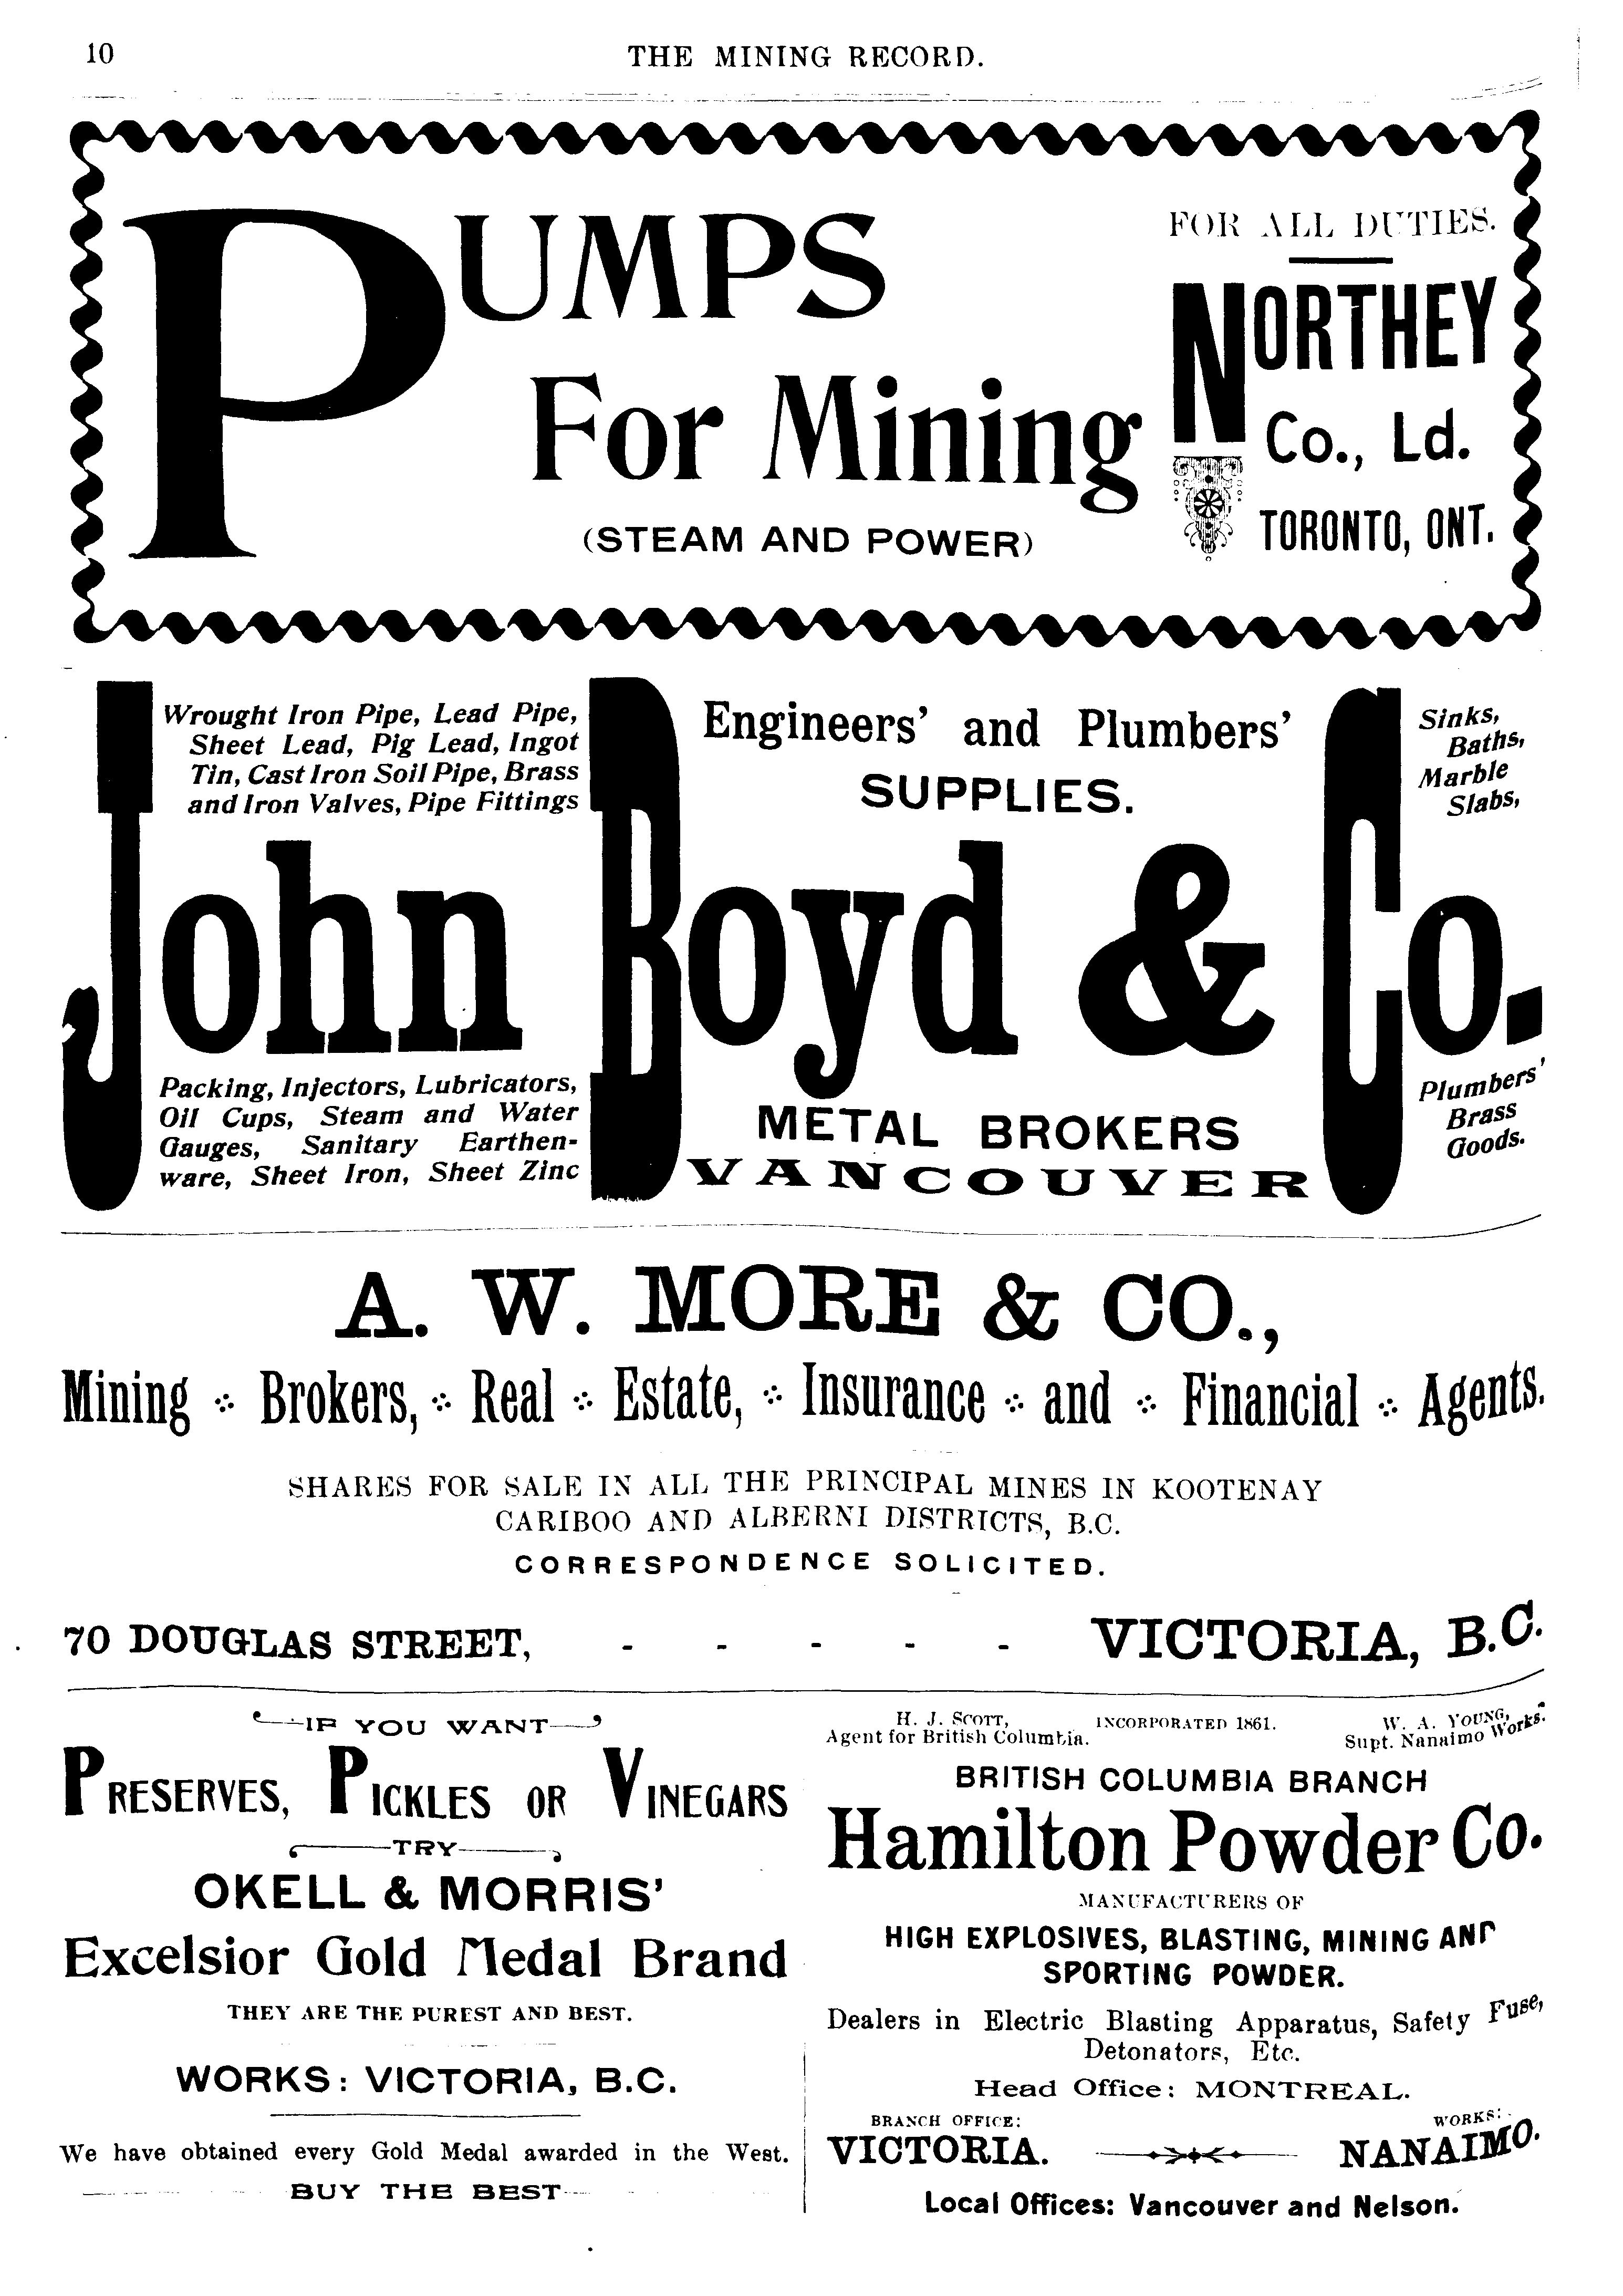 10
THE MINING RECORD.
PUMPS
For Mining
(STEAM AND POWER)
FOR ALL DUTIES.
NORTHEY
Co., Ld.
TORONTO, ONT.
Wrought Iron Pipe, Lead Pipe,
Sheet Lead, Pig Lead, Ingot
Tin, Cast Iron Soil Pipe, Brass
and Iron Valves, Pipe Fittings
Engineers' and Plumbers'
SUPPLIES.
Sinks,
Baths,
Marble
Slabs,
John Boyd & Co.
Packing, Injectors, Lubricators,
Oil Cups, Steam and Water
Gauges, Sanitary Earthen-
ware, Sheet Iron, Sheet Zinc
METAL BROKERS
VANCOUVER
Plumbers'
Brass
Goods.
A. W. MORE & CO.,
Mining Brokers, Real Estate, Insurance and Financial Agents.
SHARES FOR SALE IN ALL THE PRINCIPAL MINES IN KOOTENAY
CARIBOO AND ALBERNI DISTRICTS, B.C.
CORRESPONDENCE SOLICITED.
70 DOUGLAS STREET, - - - - - VICTORIA, B.C.
IF YOU WANT
PRESERVES, PICKLES OR VINEGARS
TRY
OKELL & MORRIS'
Excelsior Gold Medal Brand
THEY ARE THE PUREST AND BEST.
WORKS: VICTORIA, B.C.
We have obtained every Gold Medal awarded in the West.
BUY THE BEST
H. J. SCOTT,
Agent for British Columbia.
INCORPORATED 1861.
W. A. YOUNG,
Supt. Nanaimo Works.
BRITISH COLUMBIA BRANCH
Hamilton Powder Co.
MANUFACTURERS OF
HIGH EXPLOSIVES, BLASTING, MINING AND
SPORTING POWDER.
Dealers in Electric Blasting Apparatus, Safety Fuse,
Detonators, Etc.
Head Office: MONTREAL.
BRANCH OFFICE:
VICTORIA.
WORKS:
NANAIMO.
Local Offices: Vancouver and Nelson.